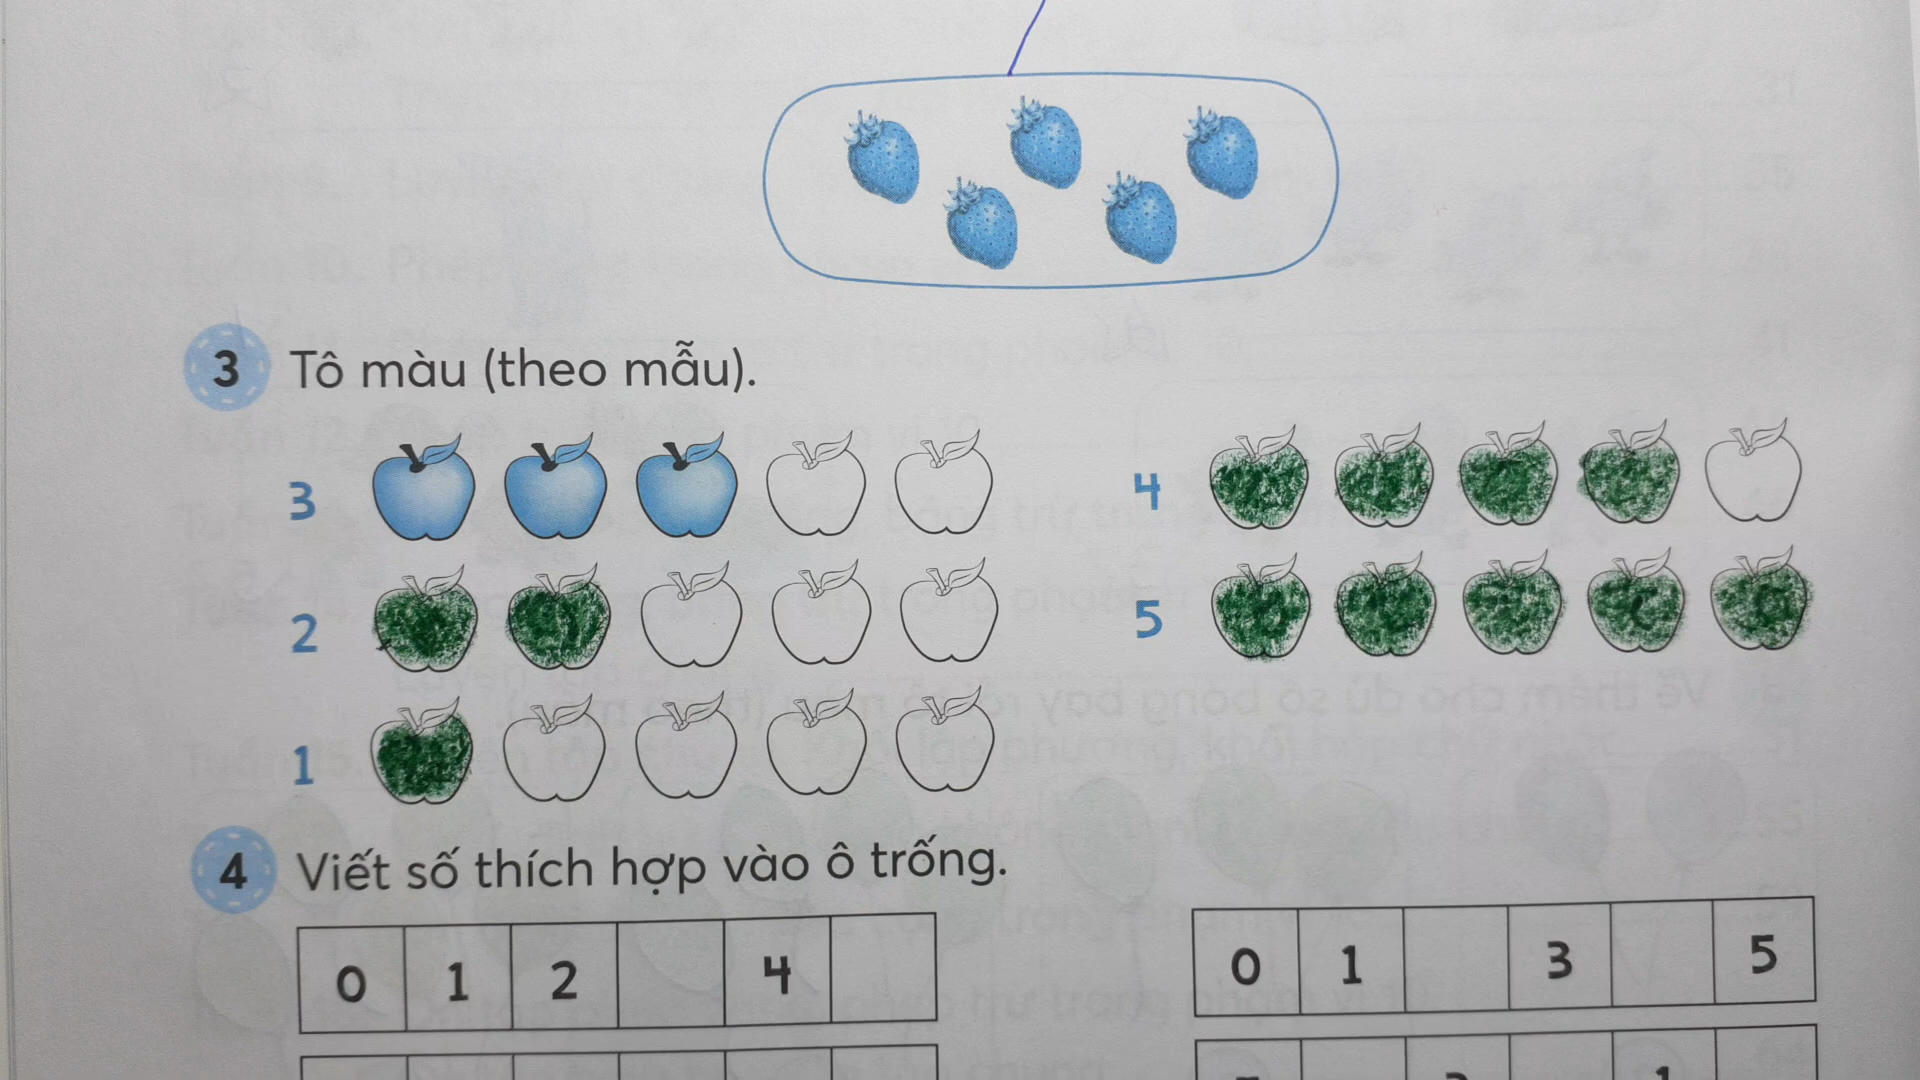 3 Tô màu (theo mẫu).
3
4
2
5
1
4 Viết số thích hợp vào ô trống.
0 1 2 4
0 1 3 5